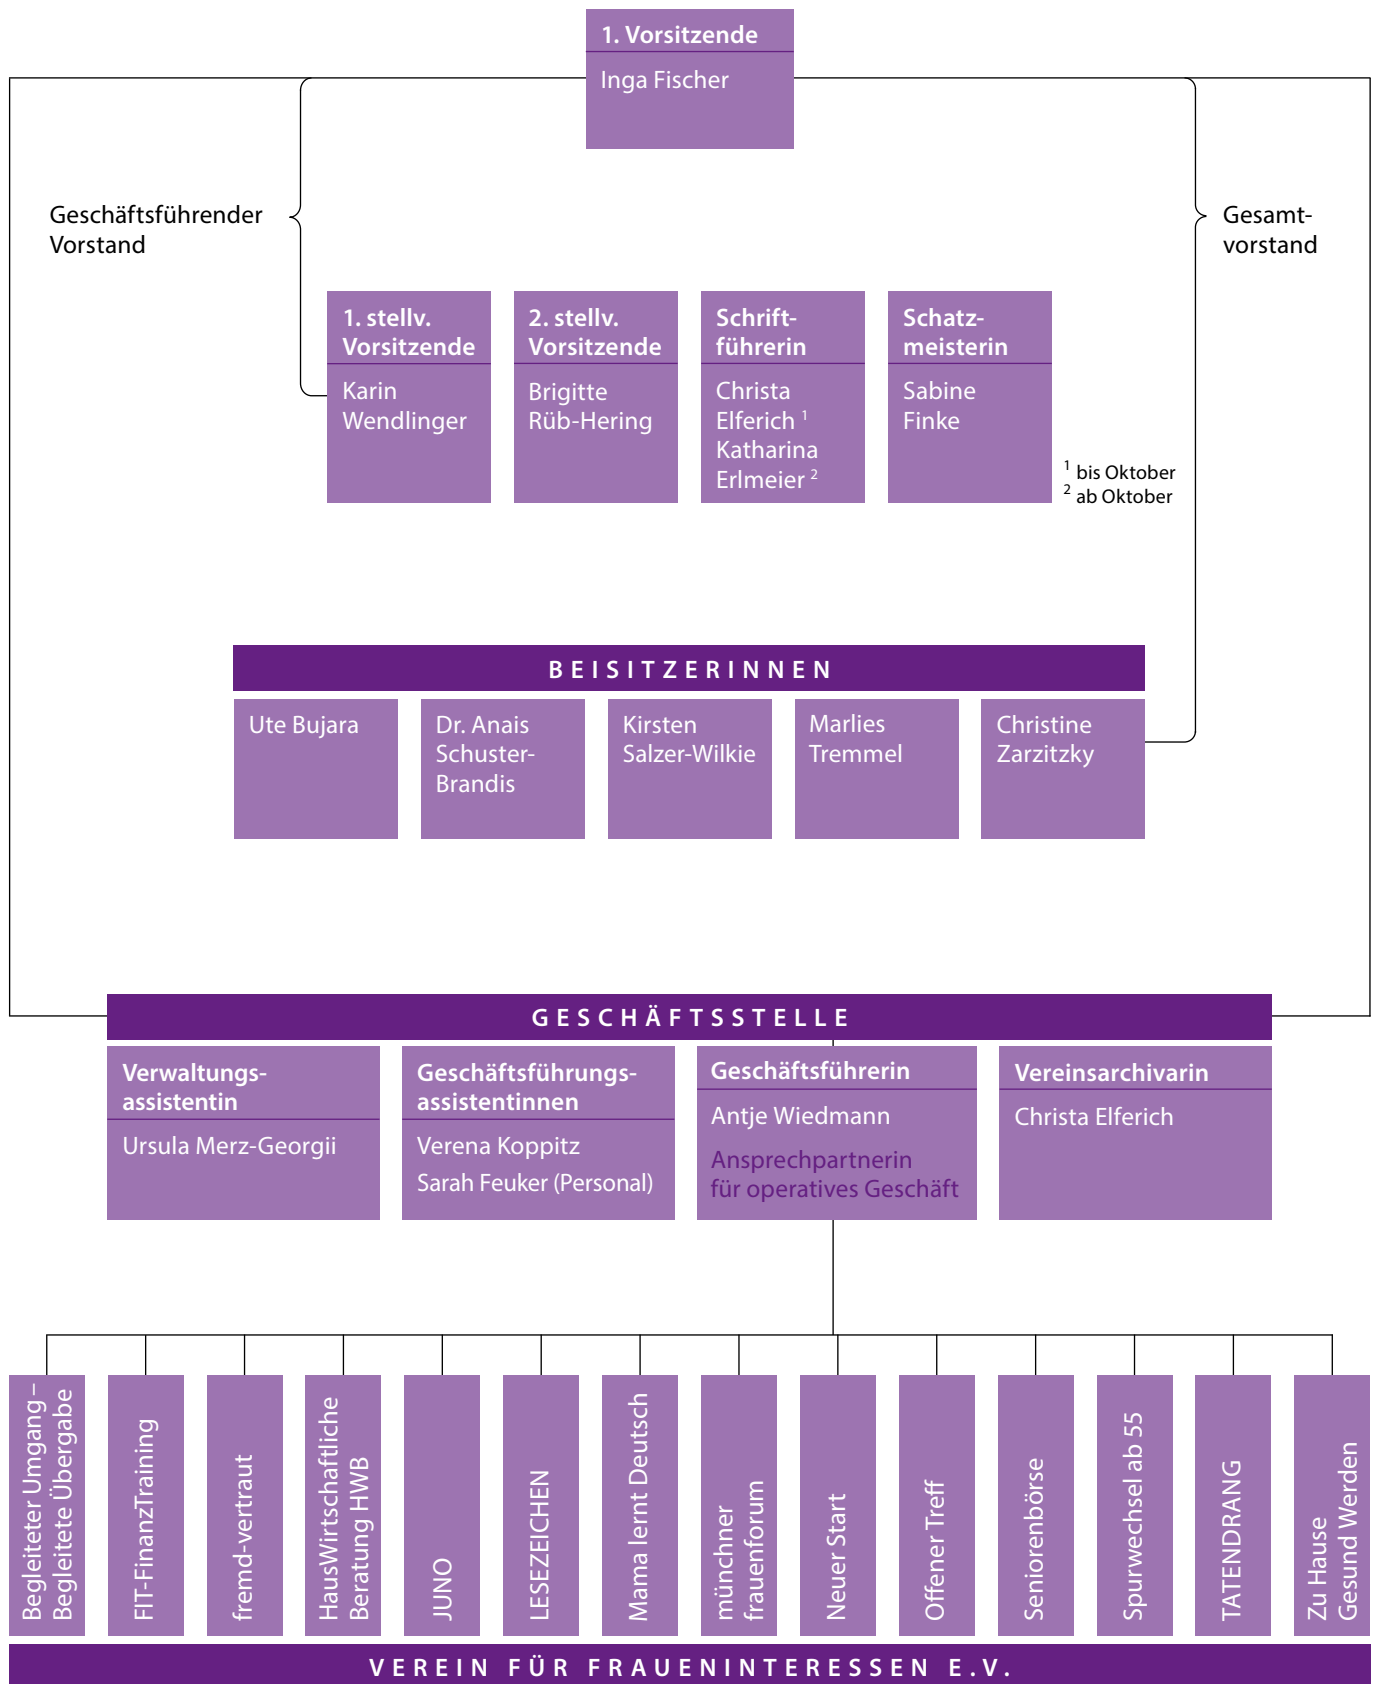 1. Vorsitzende
Inga Fischer
Geschäftsführender
Vorstand
Gesamt-
vorstand
1. stellv.
Vorsitzende
Karin
Wendlinger
2. stellv.
Vorsitzende
Brigitte
Rüb-Hering
Schrift-
führerin
Christa
Elferich ¹
Katharina
Erlmeier ²
Schatz-
meisterin
Sabine
Finke
¹ bis Oktober
² ab Oktober
BEISITZERINNEN
Ute Bujara
Dr. Anais
Schuster-
Brandis
Kirsten
Salzer-Wilkie
Marlies
Tremmel
Christine
Zarzitzky
GESCHÄFTSSTELLE
Verwaltungs-
assistentin
Ursula Merz-Georgii
Geschäftsführungs-
assistentinnen
Verena Koppitz
Sarah Feuker (Personal)
Geschäftsführerin
Antje Wiedmann
Ansprechpartnerin
für operatives Geschäft
Vereinsarchivarin
Christa Elferich
Begleiteter Umgang –
Begleitete Übergabe
FIT-FinanzTraining
fremd-vertraut
HausWirtschaftliche
Beratung HWB
JUNO
LESEZEICHEN
Mama lernt Deutsch
münchner
frauenforum
Neuer Start
Offener Treff
Seniorenbörse
Spurwechsel ab 55
TATENDRANG
Zu Hause
Gesund Werden
VEREIN FÜR FRAUENINTERESSEN E.V.